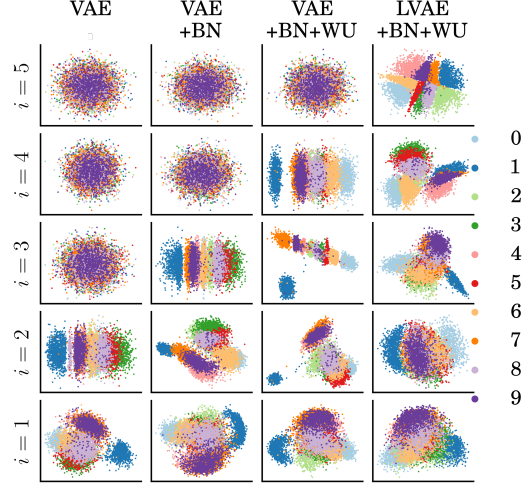 VAE VAE VAE LVAE
+BN +BN+WU +BN+WU
i = 5
i = 4
i = 3
i = 2
i = 1
0
1
2
3
4
5
6
7
8
9